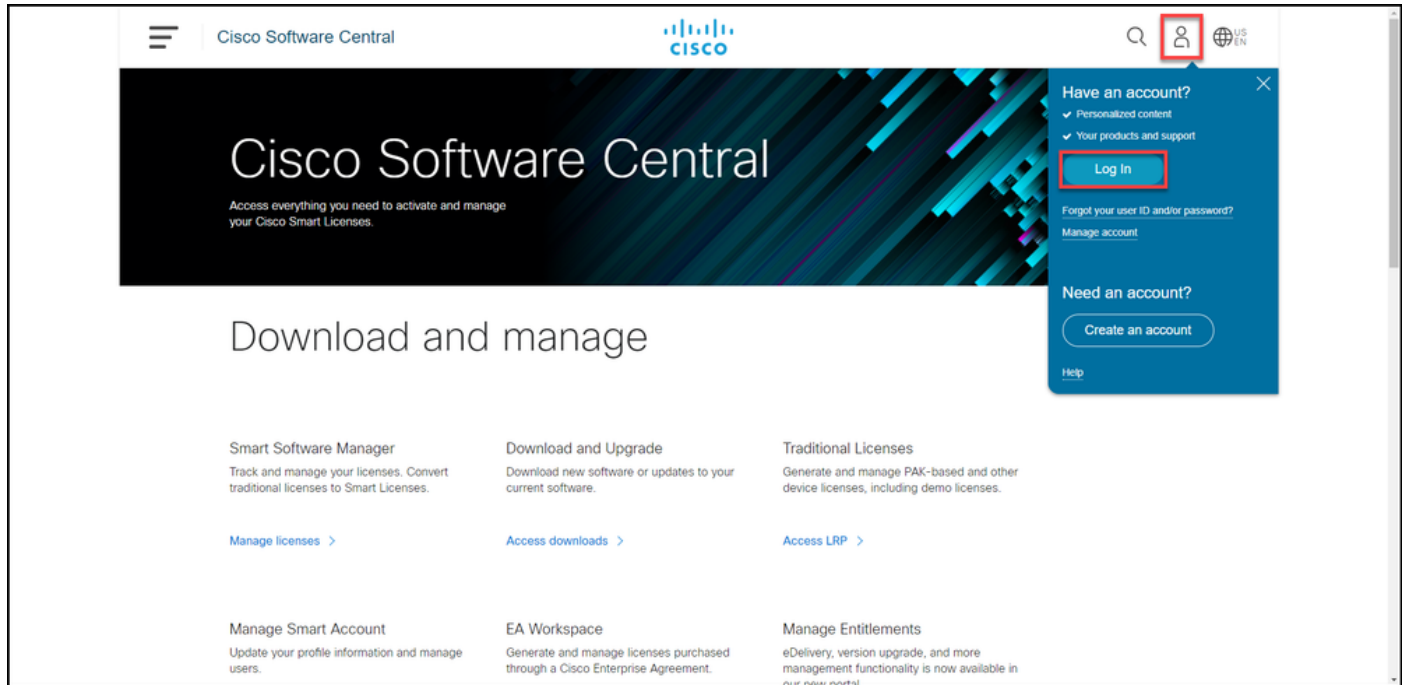 Cisco Software Central
CISCO
US
EN
Have an account?
Personalized content
Your products and support
Log In
Forgot your user ID and/or password?
Manage account
Need an account?
Create an account
Help
Cisco Software Central
Access everything you need to activate and manage
your Cisco Smart Licenses.
Download and manage
Smart Software Manager
Track and manage your licenses. Convert
traditional licenses to Smart Licenses.
Manage licenses
Download and Upgrade
Download new software or updates to your
current software.
Access downloads
Traditional Licenses
Generate and manage PAK-based and other
device licenses, including demo licenses.
Access LRP
Manage Smart Account
Update your profile information and manage
users.
EA Workspace
Generate and manage licenses purchased
through a Cisco Enterprise Agreement.
Manage Entitlements
eDelivery, version upgrade, and more
management functionality is now available in
our new portal